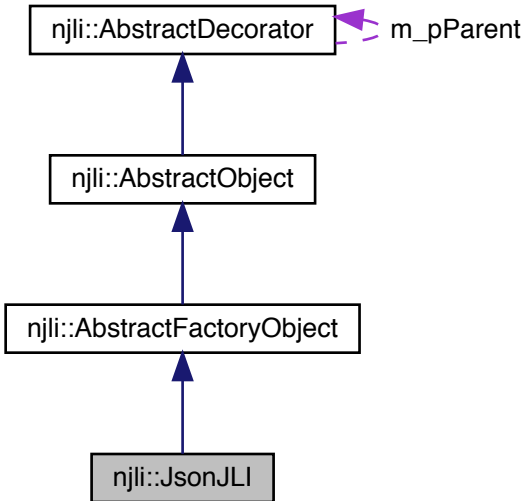 njli::AbstractDecorator
m_pParent
njli::AbstractObject
njli::AbstractFactoryObject
njli::JsonJLI